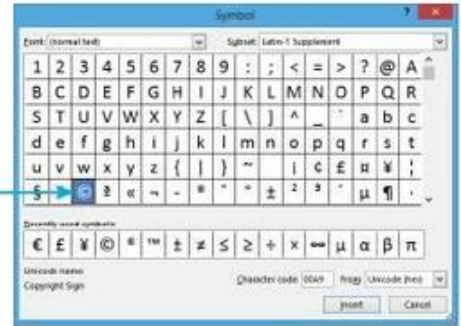 Symbol ?
Font: (normal text) Subset: Latin-1 Supplement
1 2 3 4 5 6 7 8 9 : ; < = > ? @ A
B C D E F G H I J K L M N O P Q R
S T U V W X Y Z [ \ ] ^ _ ` a b c
d e f g h i j k l m n o p q r s t
u v w x y z { | } ~ ¡ ¢ £ ¤ ¥ ¦
§ ¨ © ª « ¬ - ® ¯ ° ± ² ³ ´ µ ¶ ·
Recently used symbols:
€ £ ¥ © ® ™ ± ≠ ≤ ≥ ÷ × ∞ µ α β π
Unicode name:
Copyright Sign
Character code: 00A9 from: Unicode (hex)
Insert Cancel